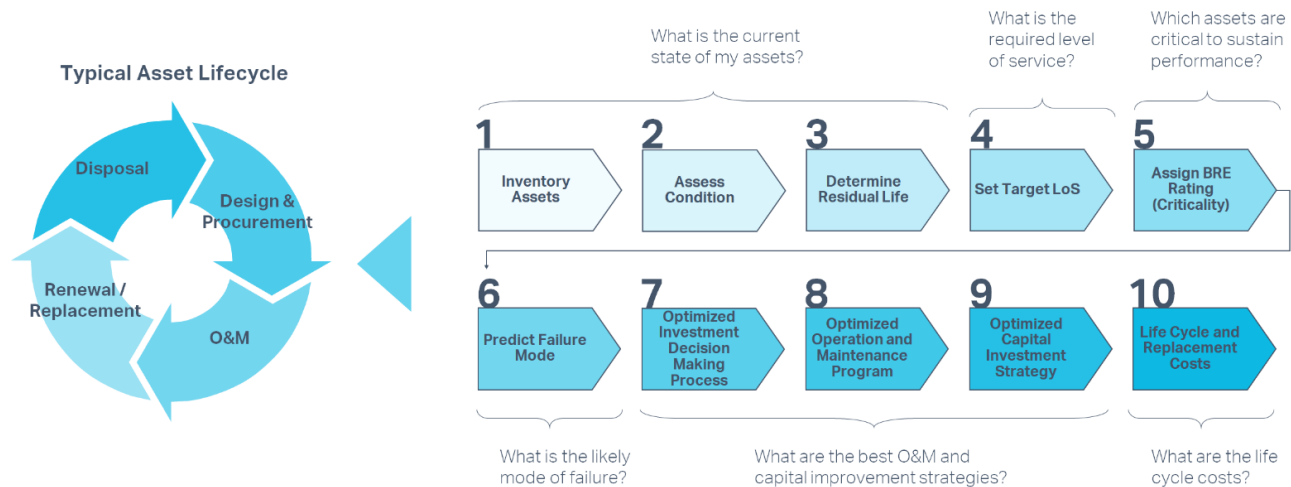 Typical Asset Lifecycle
Disposal
Design &
Procurement
O&M
Renewal /
Replacement
What is the current
state of my assets?
What is the
required level
of service?
Which assets are
critical to sustain
performance?
1
Inventory
Assets
2
Assess
Condition
3
Determine
Residual Life
4
Set Target LoS
5
Assign BRE
Rating
(Criticality)
6
Predict Failure
Mode
7
Optimized
Investment
Decision
Making
Process
8
Optimized
Operation and
Maintenance
Program
9
Optimized
Capital
Investment
Strategy
10
Life Cycle and
Replacement
Costs
What is the likely
mode of failure?
What are the best O&M and
capital improvement strategies?
What are the life
cycle costs?